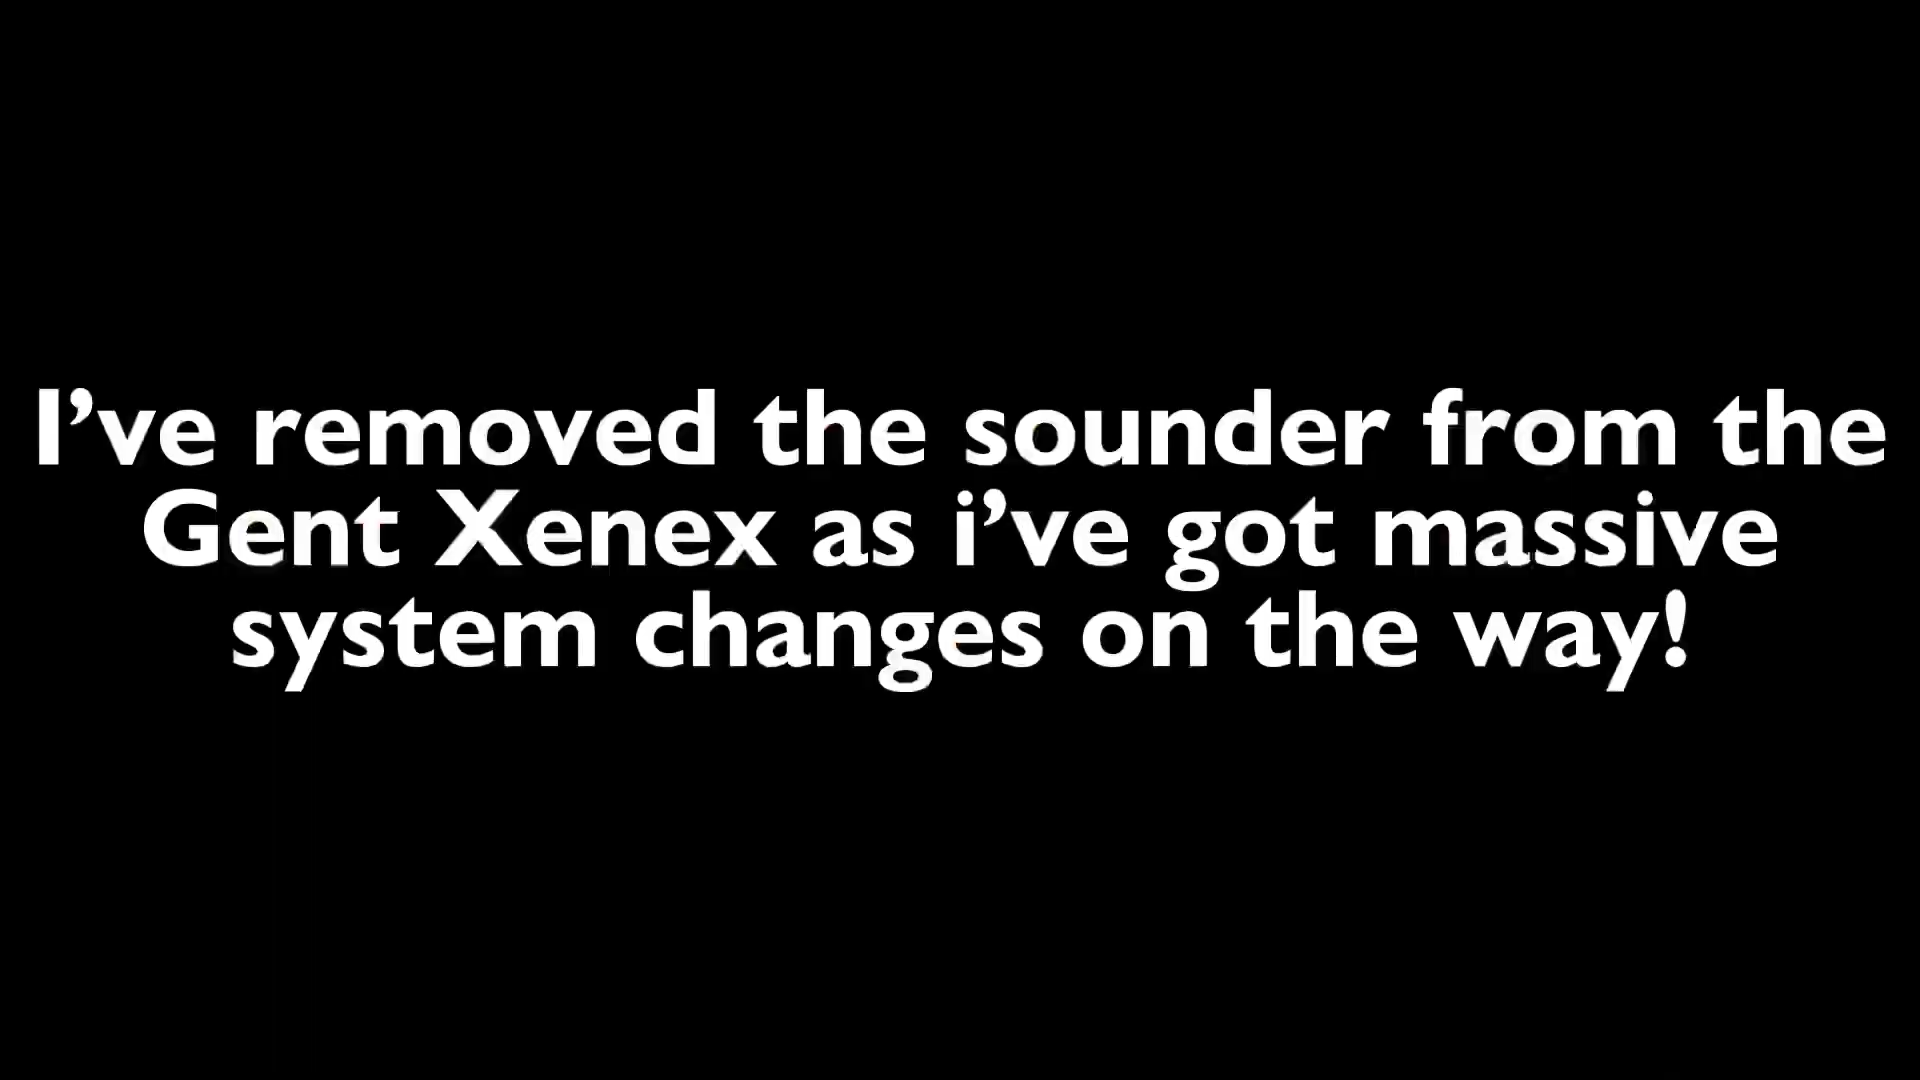 I’ve removed the sounder from the
Gent Xenex as i’ve got massive
system changes on the way!